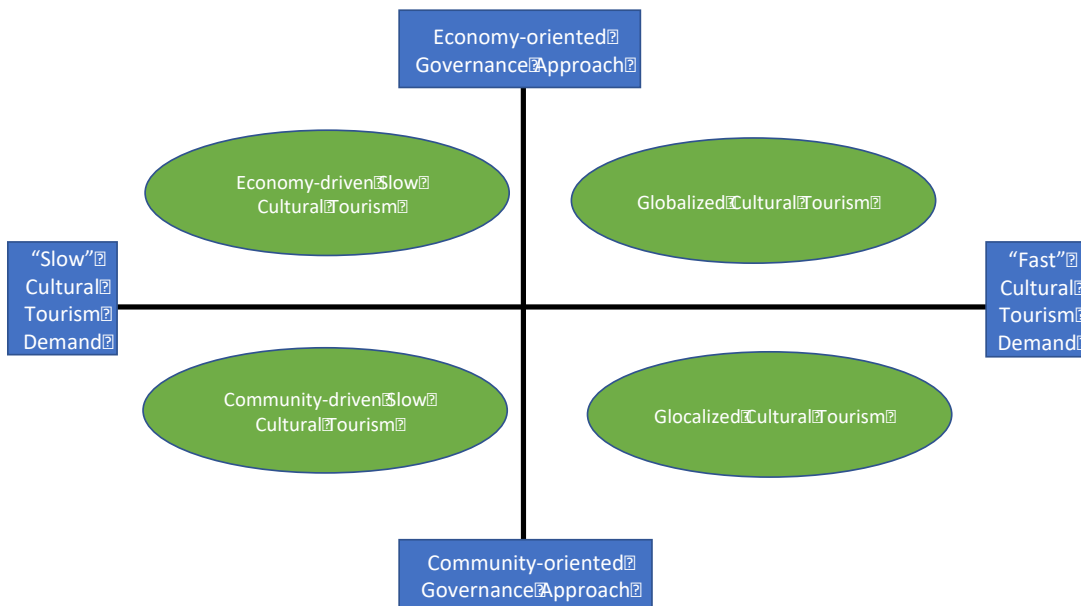 Economy-oriented
Governance Approach
Economy-driven Slow
Cultural Tourism
Globalized Cultural Tourism
“Slow”
Cultural
Tourism
Demand
“Fast”
Cultural
Tourism
Demand
Community-driven Slow
Cultural Tourism
Glocalized Cultural Tourism
Community-oriented
Governance Approach